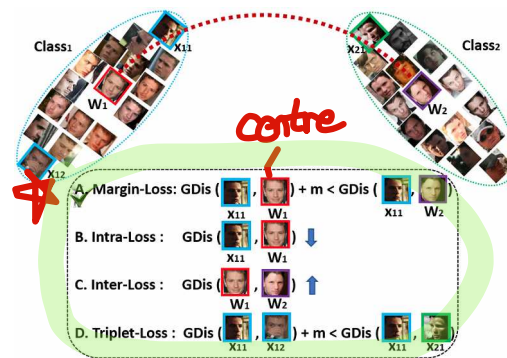 Class₁
X₁₁
X₂₁
Class₂
W₁
W₂
X₁₂
centre
A. Margin-Loss: GDis ( , ) + m < GDis ( , )
X₁₁ W₁ X₁₁ W₂
B. Intra-Loss : GDis ( , )
X₁₁ W₁
C. Inter-Loss : GDis ( , )
W₁ W₂
D. Triplet-Loss : GDis ( , ) + m < GDis ( , )
X₁₁ X₁₂ X₁₁ X₂₁